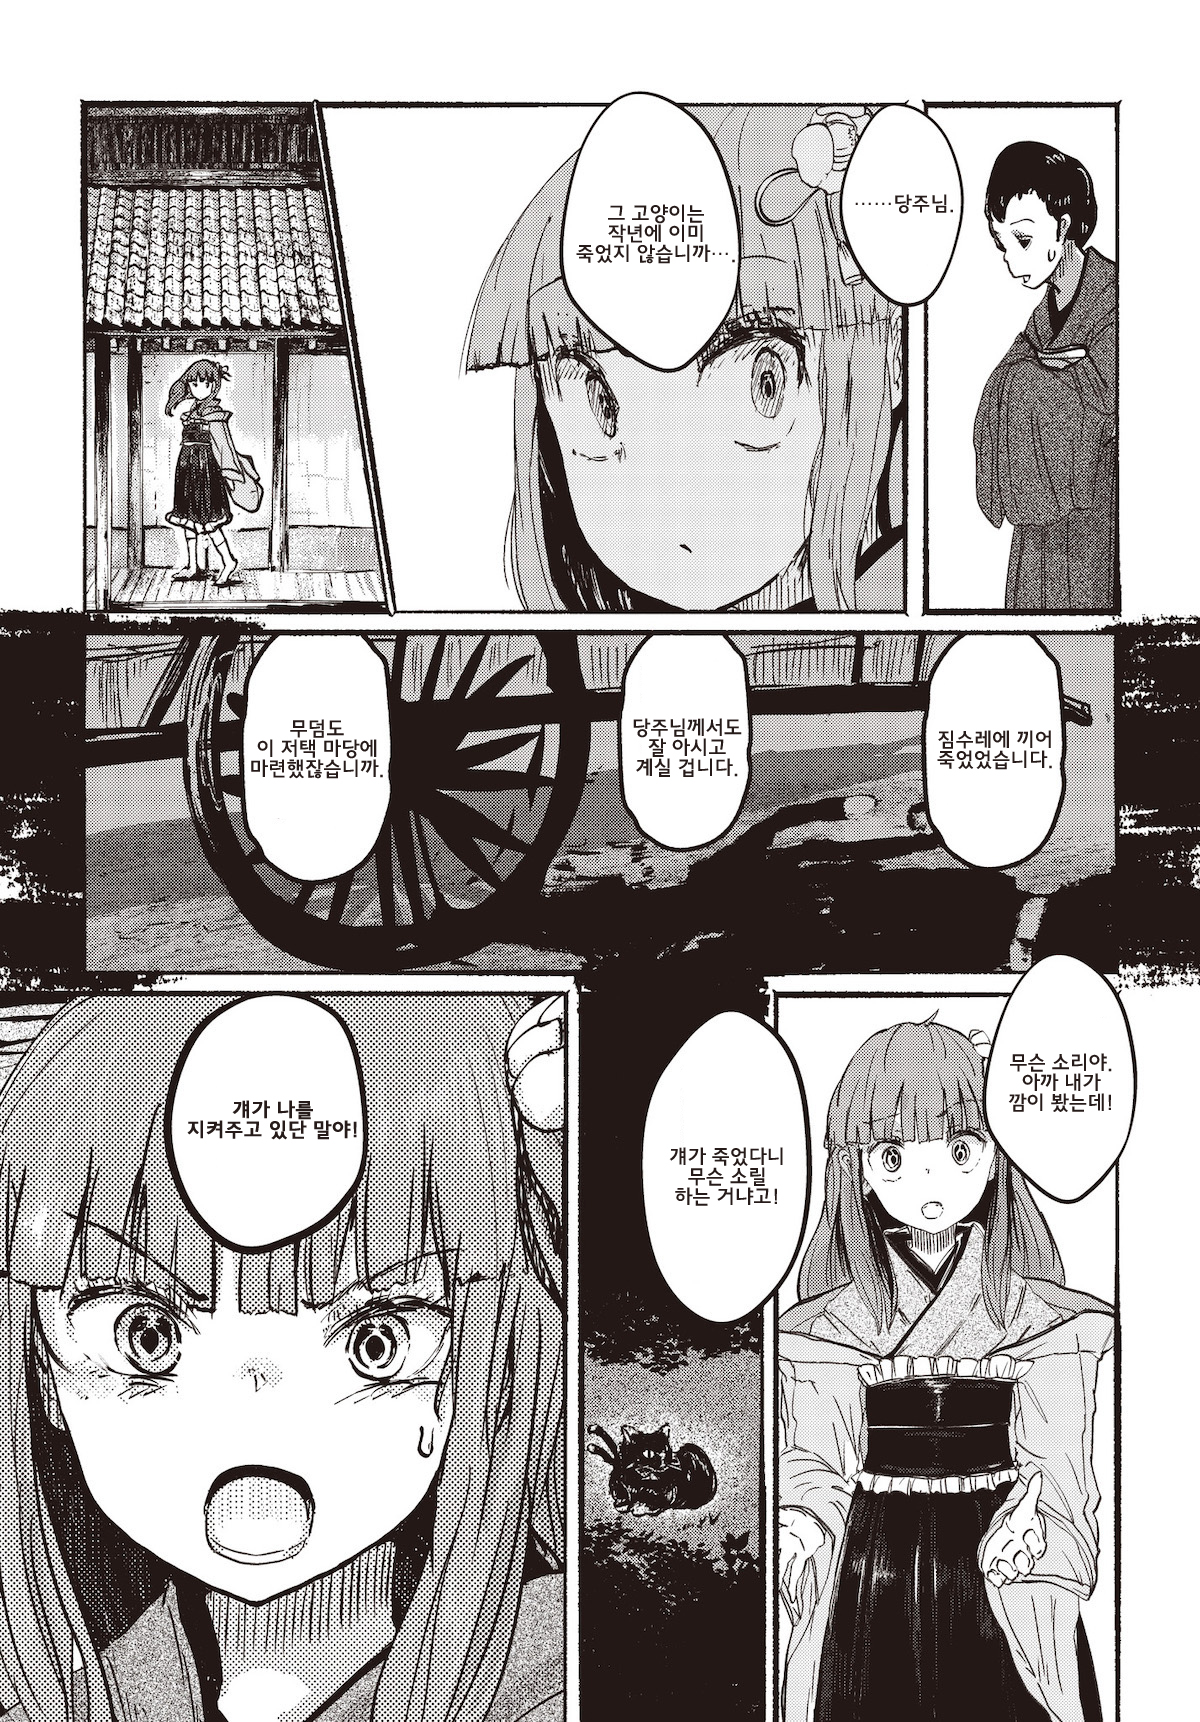 ……당주님.
그 고양이는
작년에 이미
죽었지 않습니까….
짐수레에 끼어
죽었었습니다.
당주님께서도
잘 아시고
계실 겁니다.
무덤도
이 저택 마당에
마련했잖습니까.
무슨 소리야.
아까 내가
깜이 봤는데!
걔가 죽었다니
무슨 소릴
하는 거냐고!
걔가 나를
지켜주고 있단 말야!